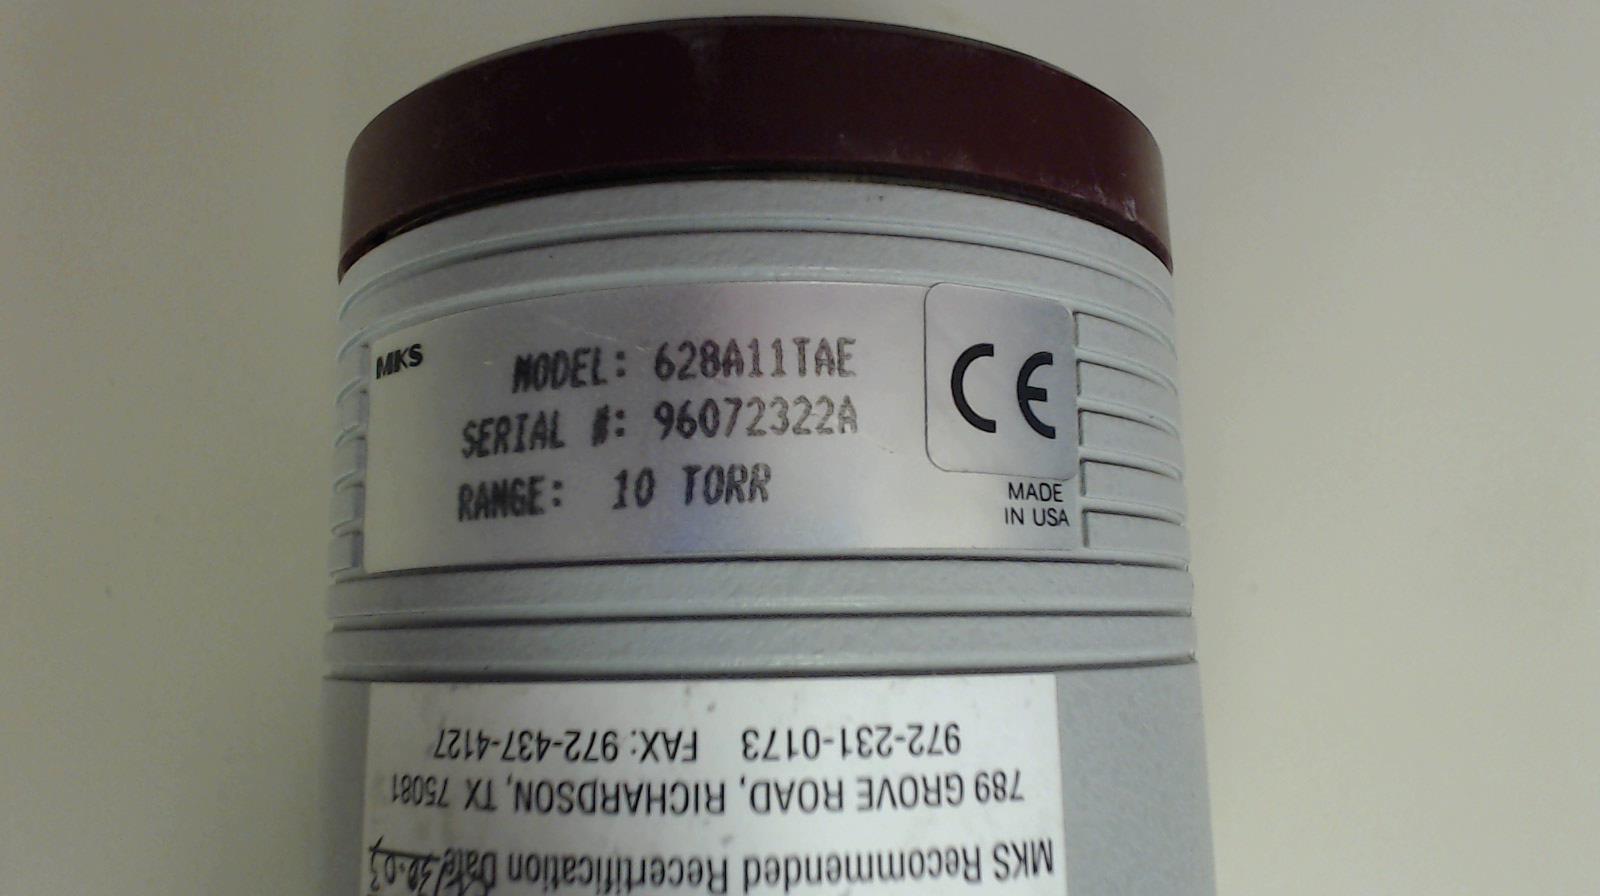 MKS
MODEL: 628A11TAE
SERIAL #: 96072322A
RANGE: 10 TORR
CE
MADE
IN USA
MKS Recommended Recertification Date
789 GROVE ROAD, RICHARDSON, TX 75081
972-231-0173 FAX: 972-437-4127